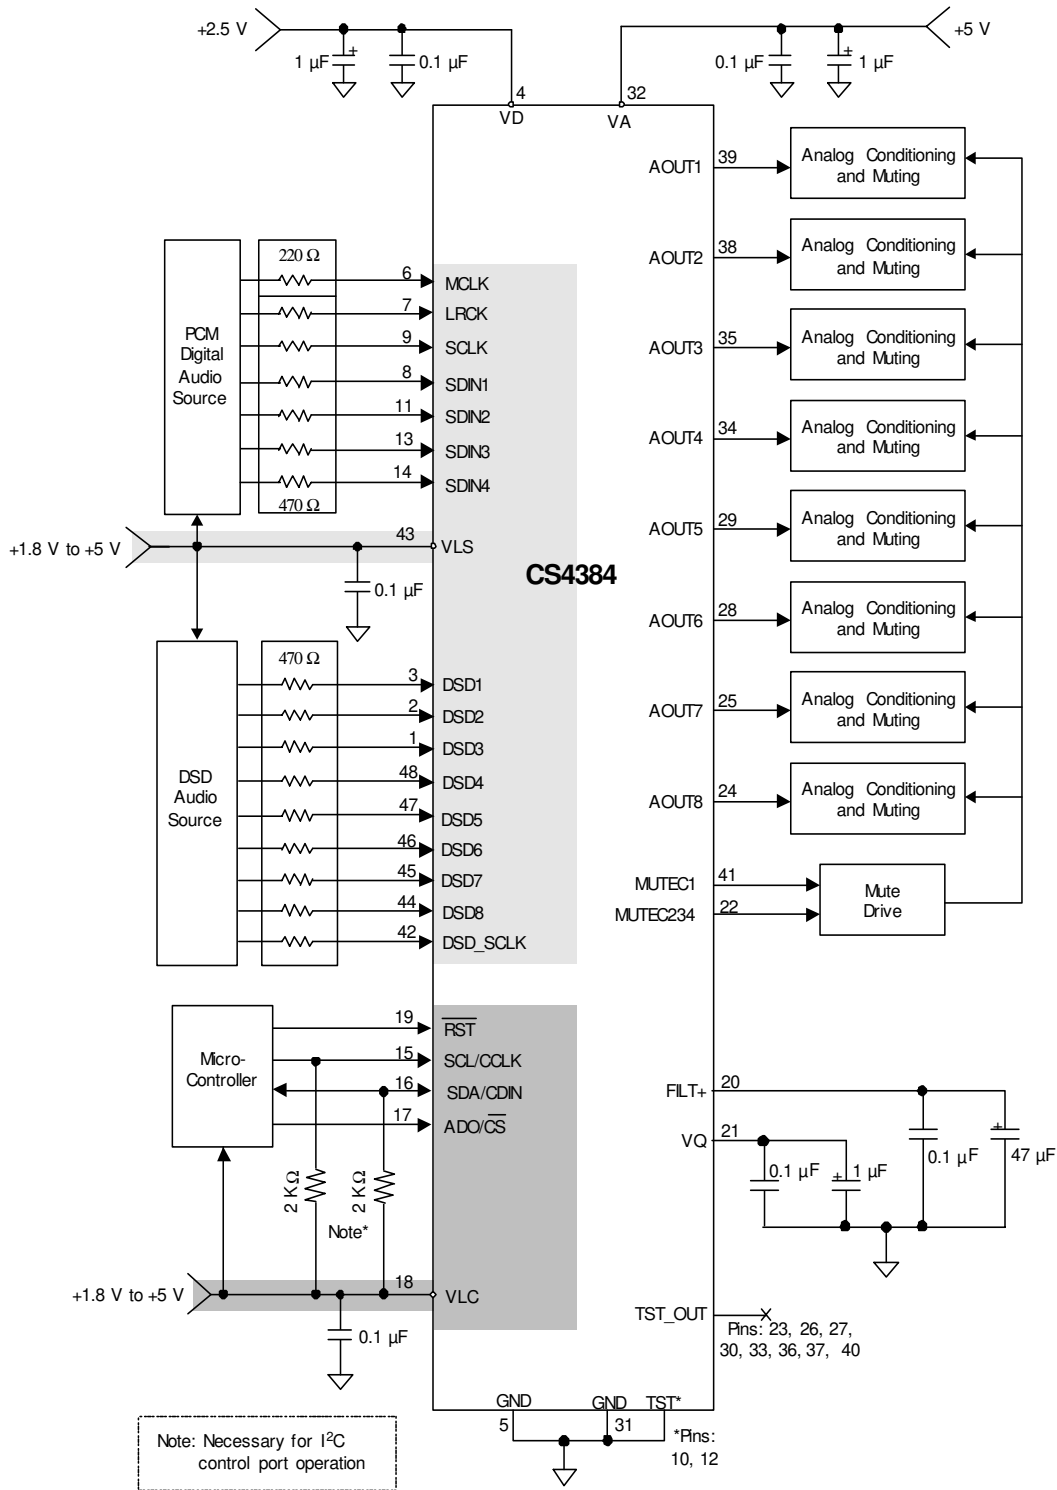 +2.5 V
1 µF
+
0.1 µF
0.1 µF
+
1 µF
+5 V
4
VD
32
VA
PCM
Digital
Audio
Source
220 Ω
470 Ω
6
MCLK
7
LRCK
9
SCLK
8
SDIN1
11
SDIN2
13
SDIN3
14
SDIN4
+1.8 V to +5 V
43
VLS
0.1 µF
CS4384
DSD
Audio
Source
470 Ω
3
DSD1
2
DSD2
1
DSD3
48
DSD4
47
DSD5
46
DSD6
45
DSD7
44
DSD8
42
DSD_SCLK
Micro-
Controller
19
RST
15
SCL/CCLK
16
SDA/CDIN
17
ADO/CS
2 KΩ
2 KΩ
Note*
+1.8 V to +5 V
18
VLC
0.1 µF
AOUT1
39
Analog Conditioning
and Muting
AOUT2
38
Analog Conditioning
and Muting
AOUT3
35
Analog Conditioning
and Muting
AOUT4
34
Analog Conditioning
and Muting
AOUT5
29
Analog Conditioning
and Muting
AOUT6
28
Analog Conditioning
and Muting
AOUT7
25
Analog Conditioning
and Muting
AOUT8
24
Analog Conditioning
and Muting
MUTEC1
41
MUTEC234
22
Mute
Drive
FILT+
20
VQ
21
0.1 µF
+
1 µF
0.1 µF
+
47 µF
TST_OUT
Pins: 23, 26, 27,
30, 33, 36, 37, 40
GND
5
GND
31
TST*
*Pins:
10, 12
Note: Necessary for I²C
control port operation